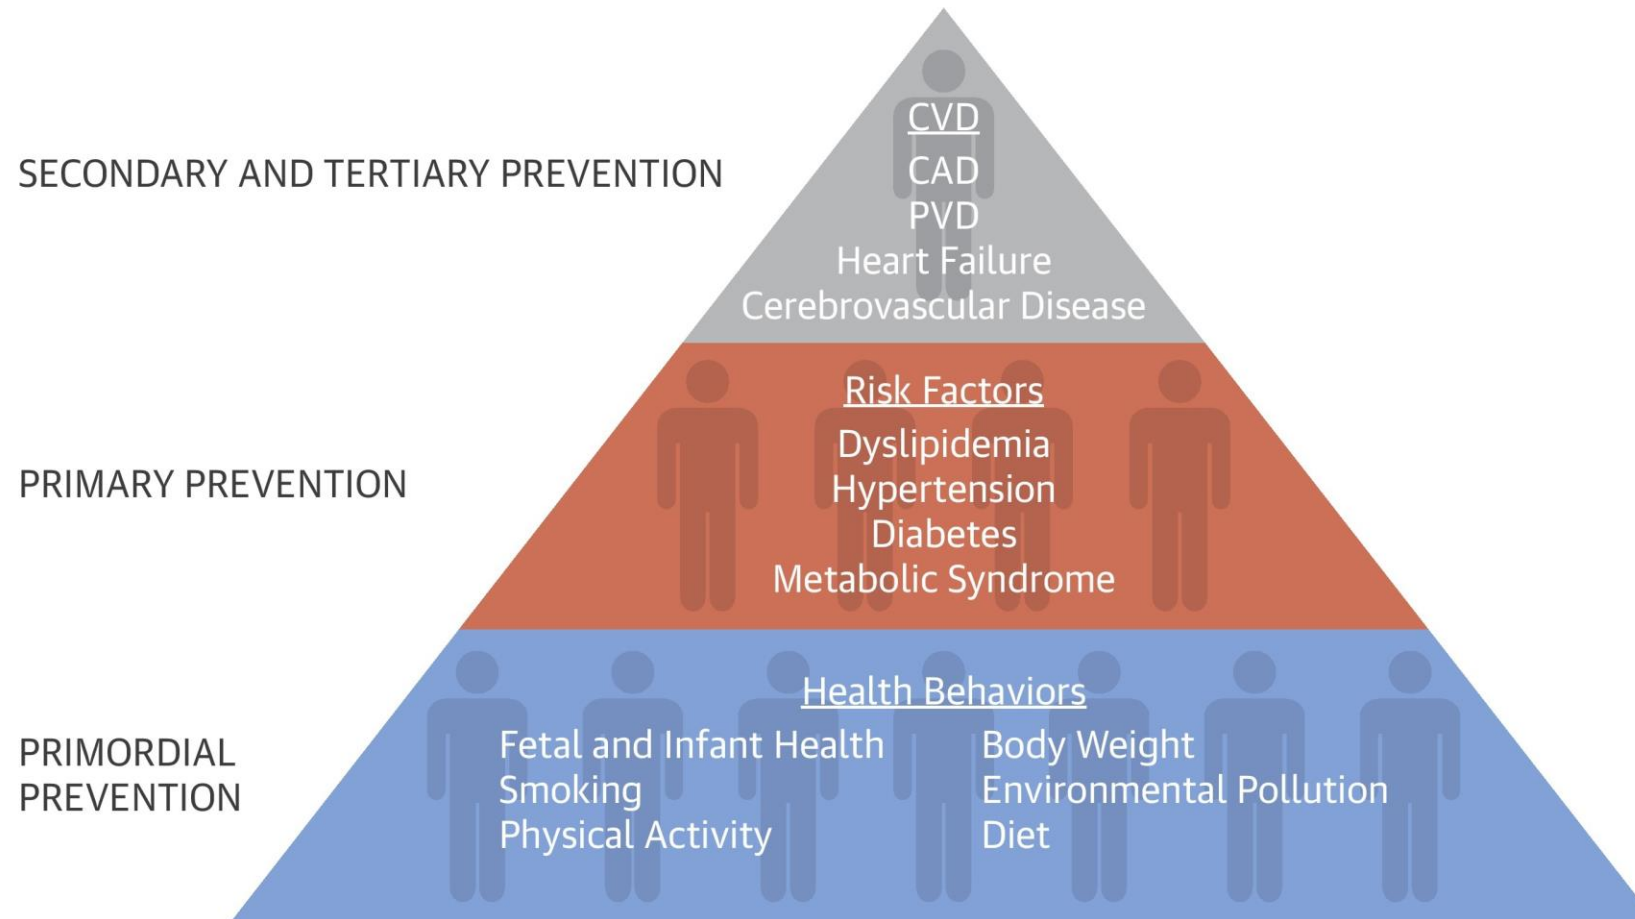 SECONDARY AND TERTIARY PREVENTION
CVD
CAD
PVD
Heart Failure
Cerebrovascular Disease
PRIMARY PREVENTION
Risk Factors
Dyslipidemia
Hypertension
Diabetes
Metabolic Syndrome
PRIMORDIAL
PREVENTION
Health Behaviors
Fetal and Infant Health
Smoking
Physical Activity
Body Weight
Environmental Pollution
Diet